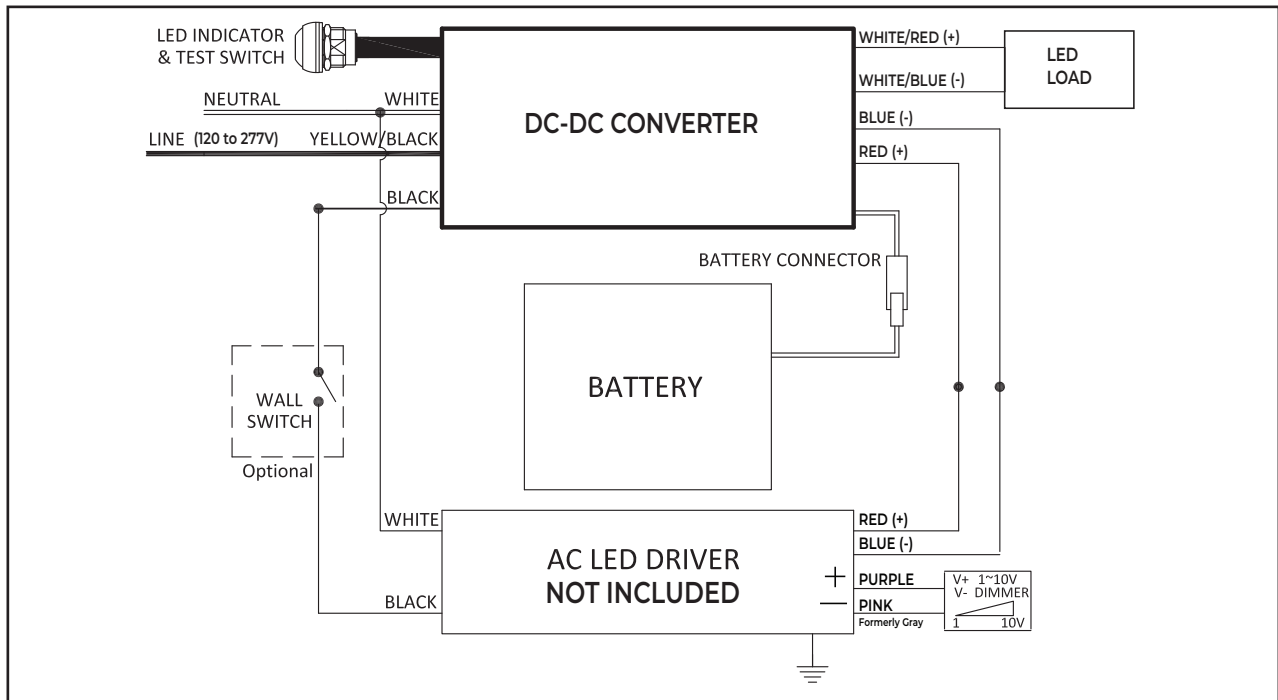 LED INDICATOR
& TEST SWITCH
NEUTRAL
WHITE
LINE (120 to 277V)
YELLOW/BLACK
BLACK
DC-DC CONVERTER
WHITE/RED (+)
WHITE/BLUE (-)
BLUE (-)
RED (+)
LED
LOAD
BATTERY CONNECTOR
BATTERY
WALL
SWITCH
Optional
WHITE
BLACK
AC LED DRIVER
NOT INCLUDED
RED (+)
BLUE (-)
+ PURPLE
— PINK
Formerly Gray
V+ 1~10V
V- DIMMER
1 10V